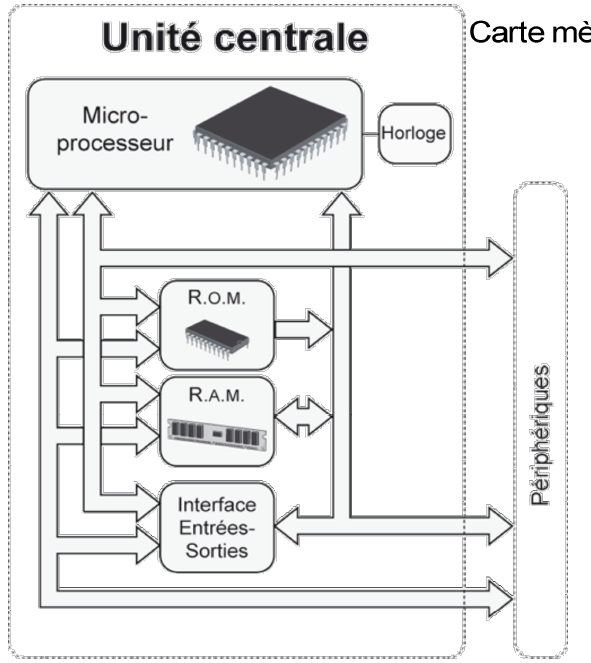 Unité centrale
Carte mè
Micro-
processeur
Horloge
R.O.M.
R.A.M.
Interface
Entrées-
Sorties
Périphériques